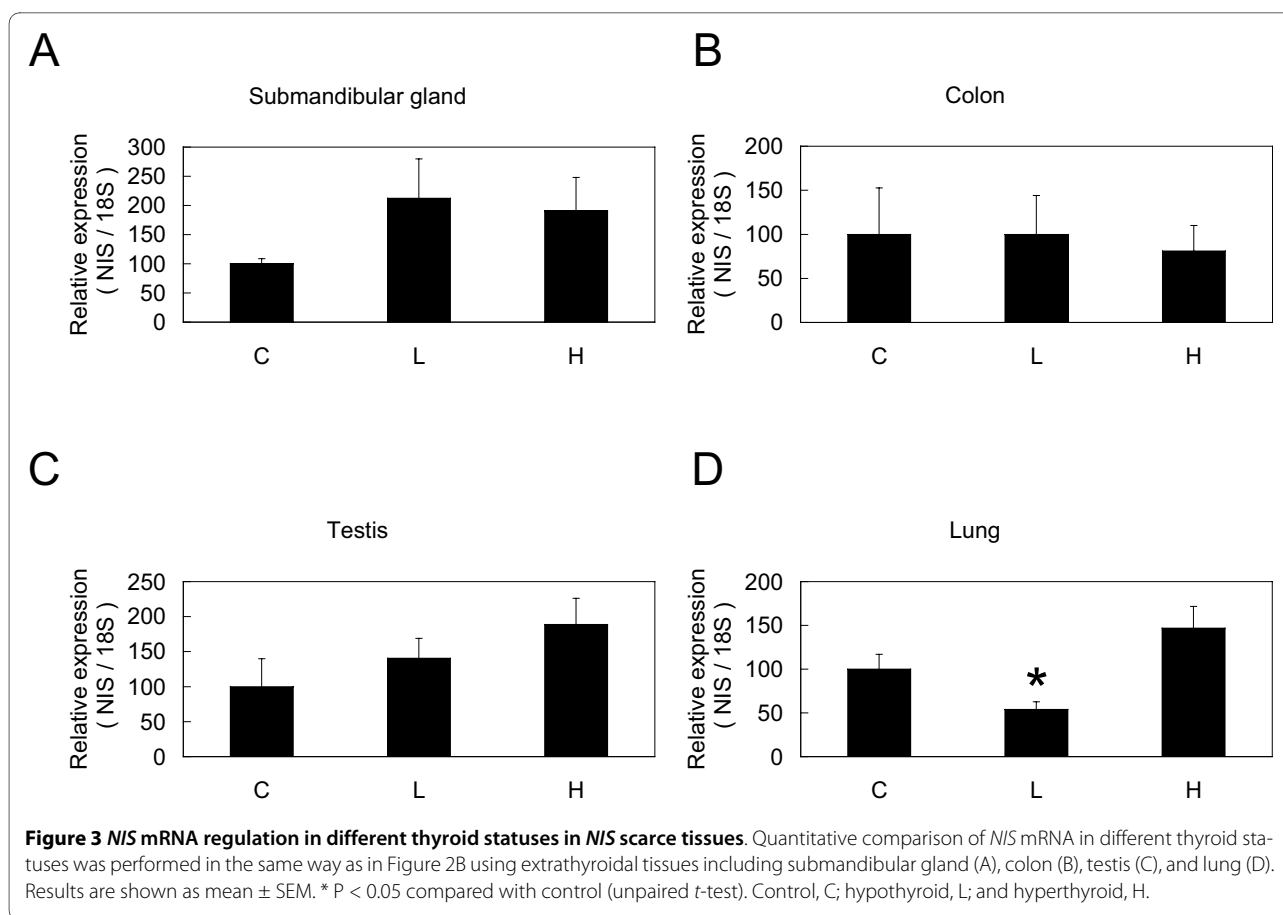 A
Submandibular gland
Relative expression
( NIS / 18S )
300
250
200
150
100
50
0
C
L
H
B
Colon
Relative expression
( NIS / 18S )
200
150
100
50
0
C
L
H
C
Testis
Relative expression
( NIS / 18S )
250
200
150
100
50
0
C
L
H
D
Lung
Relative expression
( NIS / 18S )
200
150
100
50
0
*
C
L
H
Figure 3 NIS mRNA regulation in different thyroid statuses in NIS scarce tissues. Quantitative comparison of NIS mRNA in different thyroid sta-
tuses was performed in the same way as in Figure 2B using extrathyroidal tissues including submandibular gland (A), colon (B), testis (C), and lung (D).
Results are shown as mean ± SEM. * P < 0.05 compared with control (unpaired t-test). Control, C; hypothyroid, L; and hyperthyroid, H.